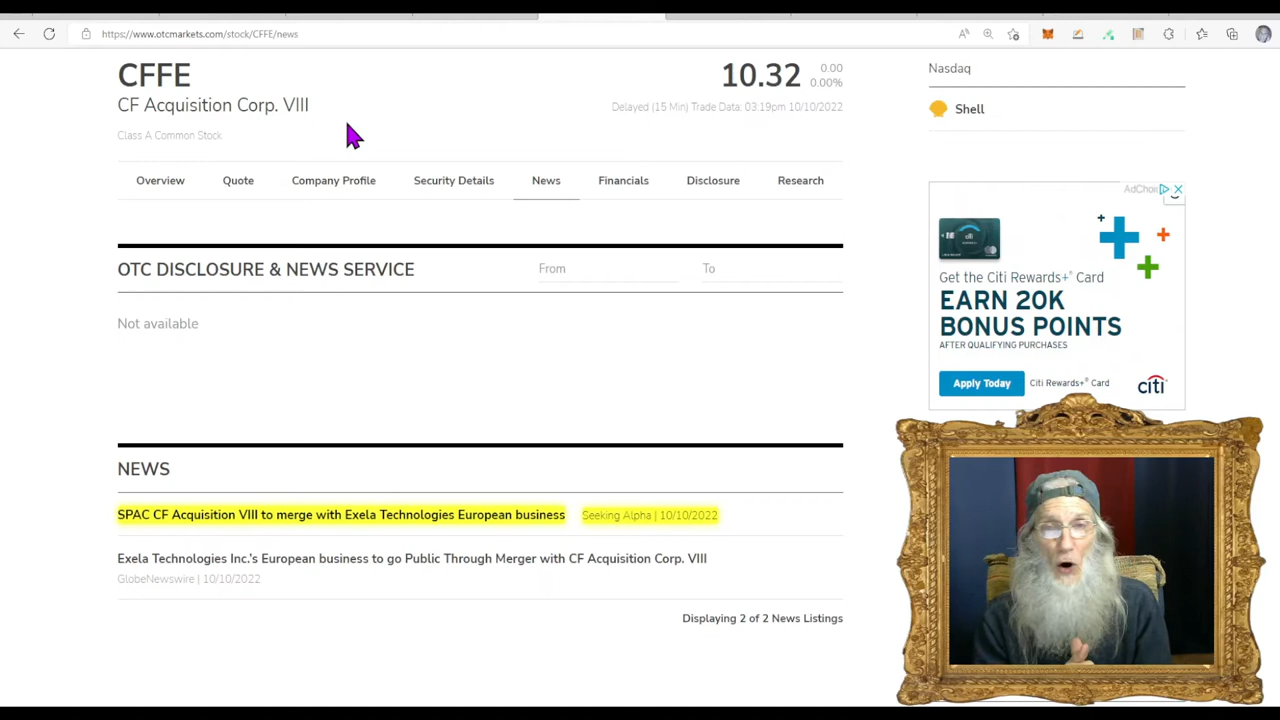 https://www.otcmarkets.com/stock/CFFE/news
CFFE
10.32
0.00
0.00%
CF Acquisition Corp. VIII
Delayed (15 Min) Trade Data: 03:19pm 10/10/2022
Class A Common Stock
Nasdaq
Shell
Overview
Quote
Company Profile
Security Details
News
Financials
Disclosure
Research
OTC DISCLOSURE & NEWS SERVICE
From
To
Not available
NEWS
SPAC CF Acquisition VIII to merge with Exela Technologies European business
Seeking Alpha | 10/10/2022
Exela Technologies Inc.'s European business to go Public Through Merger with CF Acquisition Corp. VIII
GlobeNewswire | 10/10/2022
Displaying 2 of 2 News Listings
AdChoi
citi
Get the Citi Rewards+® Card
EARN 20K
BONUS POINTS
AFTER QUALIFYING PURCHASES
Apply Today
Citi Rewards+® Card
citi